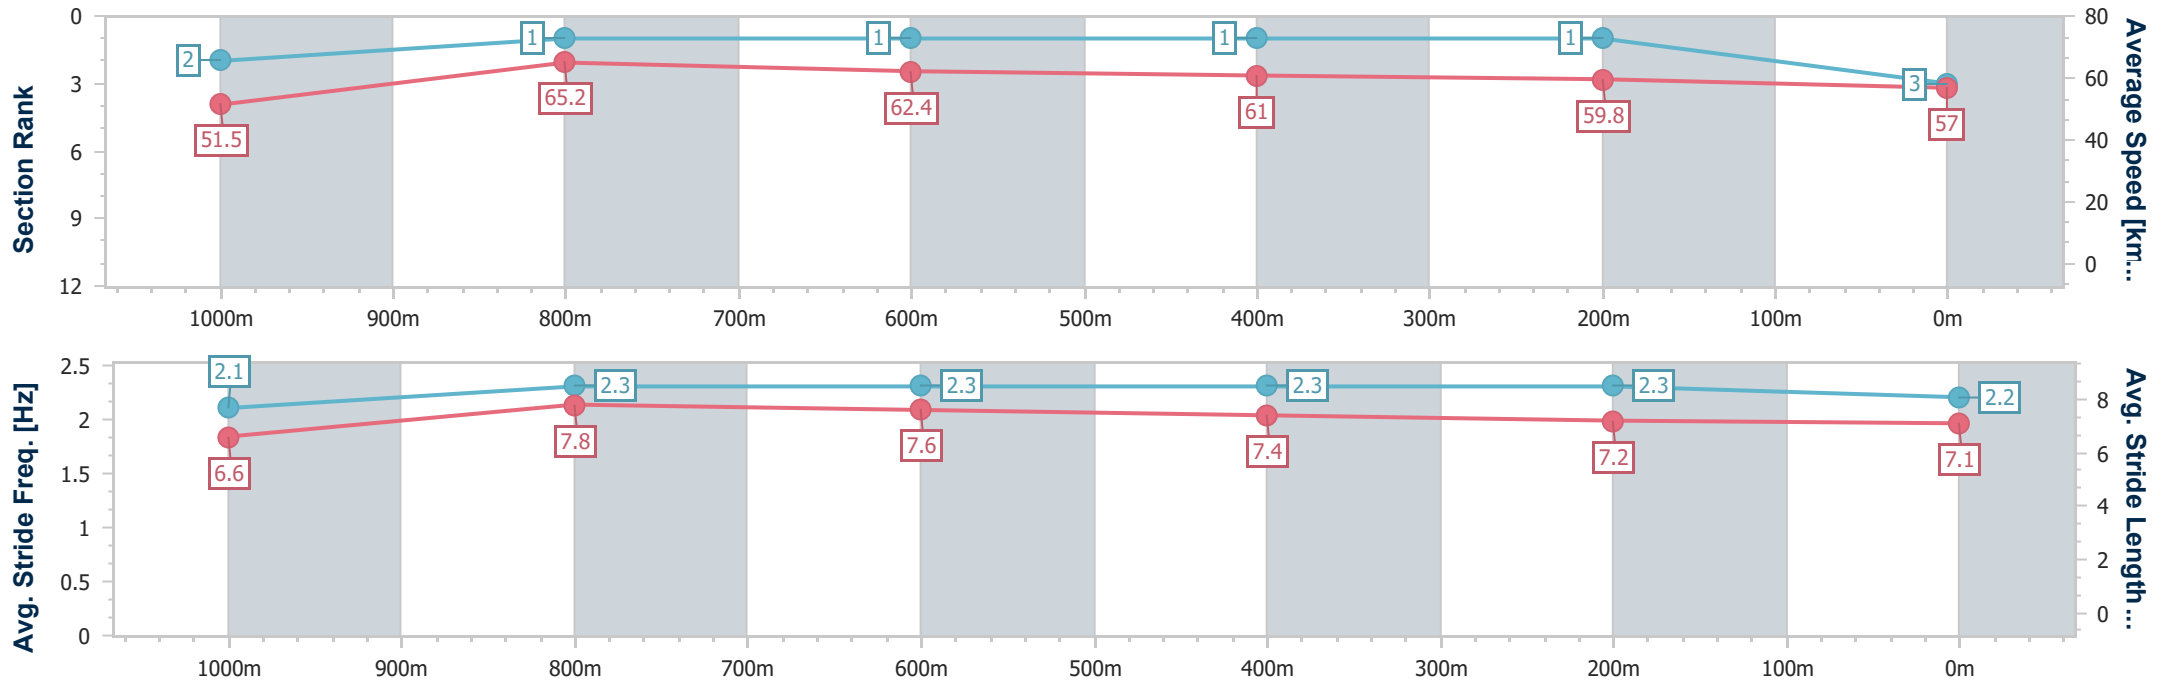 Section Rank
0
3
6
9
12
2
1
1
1
1
3
51.5
65.2
62.4
61
59.8
57
80
60
40
20
0
Average Speed [km...
1000m
900m
800m
700m
600m
500m
400m
300m
200m
100m
0m
Avg. Stride Freq. [Hz]
2.5
2
1.5
1
0.5
0
2.1
2.3
2.3
2.3
2.3
2.2
6.6
7.8
7.6
7.4
7.2
7.1
8
6
4
2
0
Avg. Stride Length ...
1000m
900m
800m
700m
600m
500m
400m
300m
200m
100m
0m